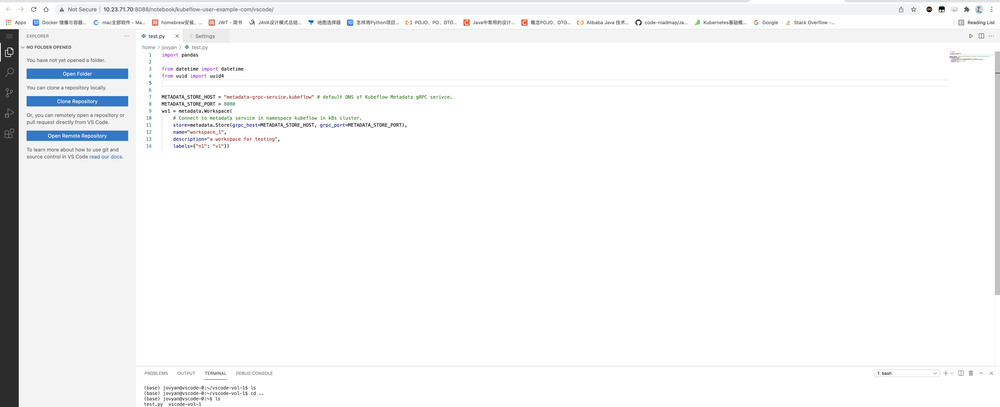 Not Secure 10.23.71.70:8088/notebook/kubeflow-user-example-com/vscode/
Apps 知 Docker 镜像与容器... mac全部软件 - Ma... 简 homebrew安装、... 简 JWT - 简书 JAVA设计模式总结... 地图选择器 知 怎样将Python项目... POJO、PO、DTO... C Java中常用的设计... C 概念POJO、DTO... Alibaba Java 技术... code-roadmap/Ja... Kubernetes基础概... Google Stack Overflow -... Reading List
EXPLORER
NO FOLDER OPENED
You have not yet opened a folder.
Open Folder
You can clone a repository locally.
Clone Repository
Or, you can remotely open a repository or
pull request directly from VS Code.
Open Remote Repository
To learn more about how to use git and
source control in VS Code read our docs.
test.py Settings
home jovyan test.py
1 import pandas
2
3 from datetime import datetime
4 from uuid import uuid4
5
6
7 METADATA_STORE_HOST = "metadata-grpc-service.kubeflow" # default DNS of Kubeflow Metadata gRPC serivce.
8 METADATA_STORE_PORT = 8080
9 ws1 = metadata.Workspace(
10 # Connect to metadata service in namespace kubeflow in k8s cluster.
11 store=metadata.Store(grpc_host=METADATA_STORE_HOST, grpc_port=METADATA_STORE_PORT),
12 name="workspace_1",
13 description="a workspace for testing",
14 labels={"n1": "v1"})
PROBLEMS OUTPUT TERMINAL DEBUG CONSOLE 1: bash
(base) jovyan@vscode-0:~/vscode-vol-1$ ls
(base) jovyan@vscode-0:~/vscode-vol-1$ cd ..
(base) jovyan@vscode-0:~$ ls
test.py vscode-vol-1